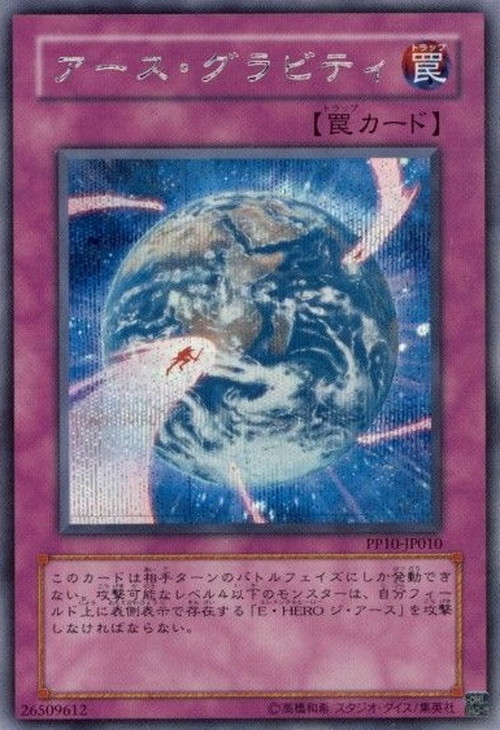 アース・グラビティ
トラップ
罠
トラップ
【罠カード】
PP10-JP010
このカードは相手ターンのバトルフェイズにしか発動でき
ない。攻撃可能なレベル4以下のモンスターは、自分フィー
ルド上に表側表示で存在する「E・HERO ジ・アース」を攻撃
しなければならない。
26509612
©高橋和希 スタジオ・ダイス/集英社